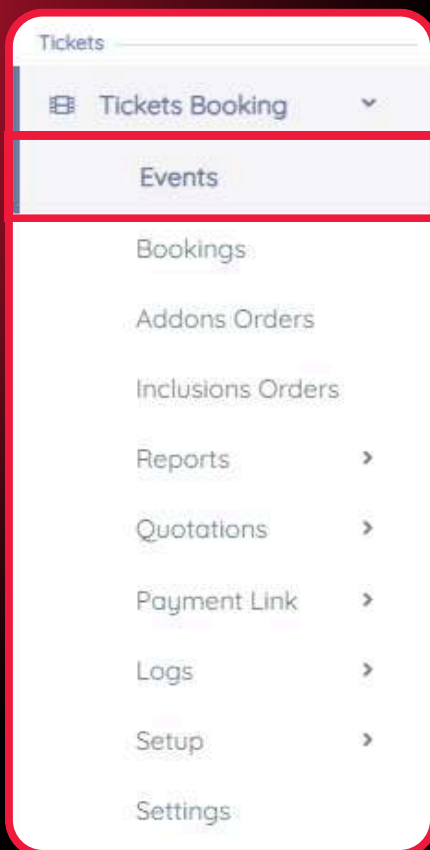 Tickets
Tickets Booking
Events
Bookings
Addons Orders
Inclusions Orders
Reports
Quotations
Payment Link
Logs
Setup
Settings